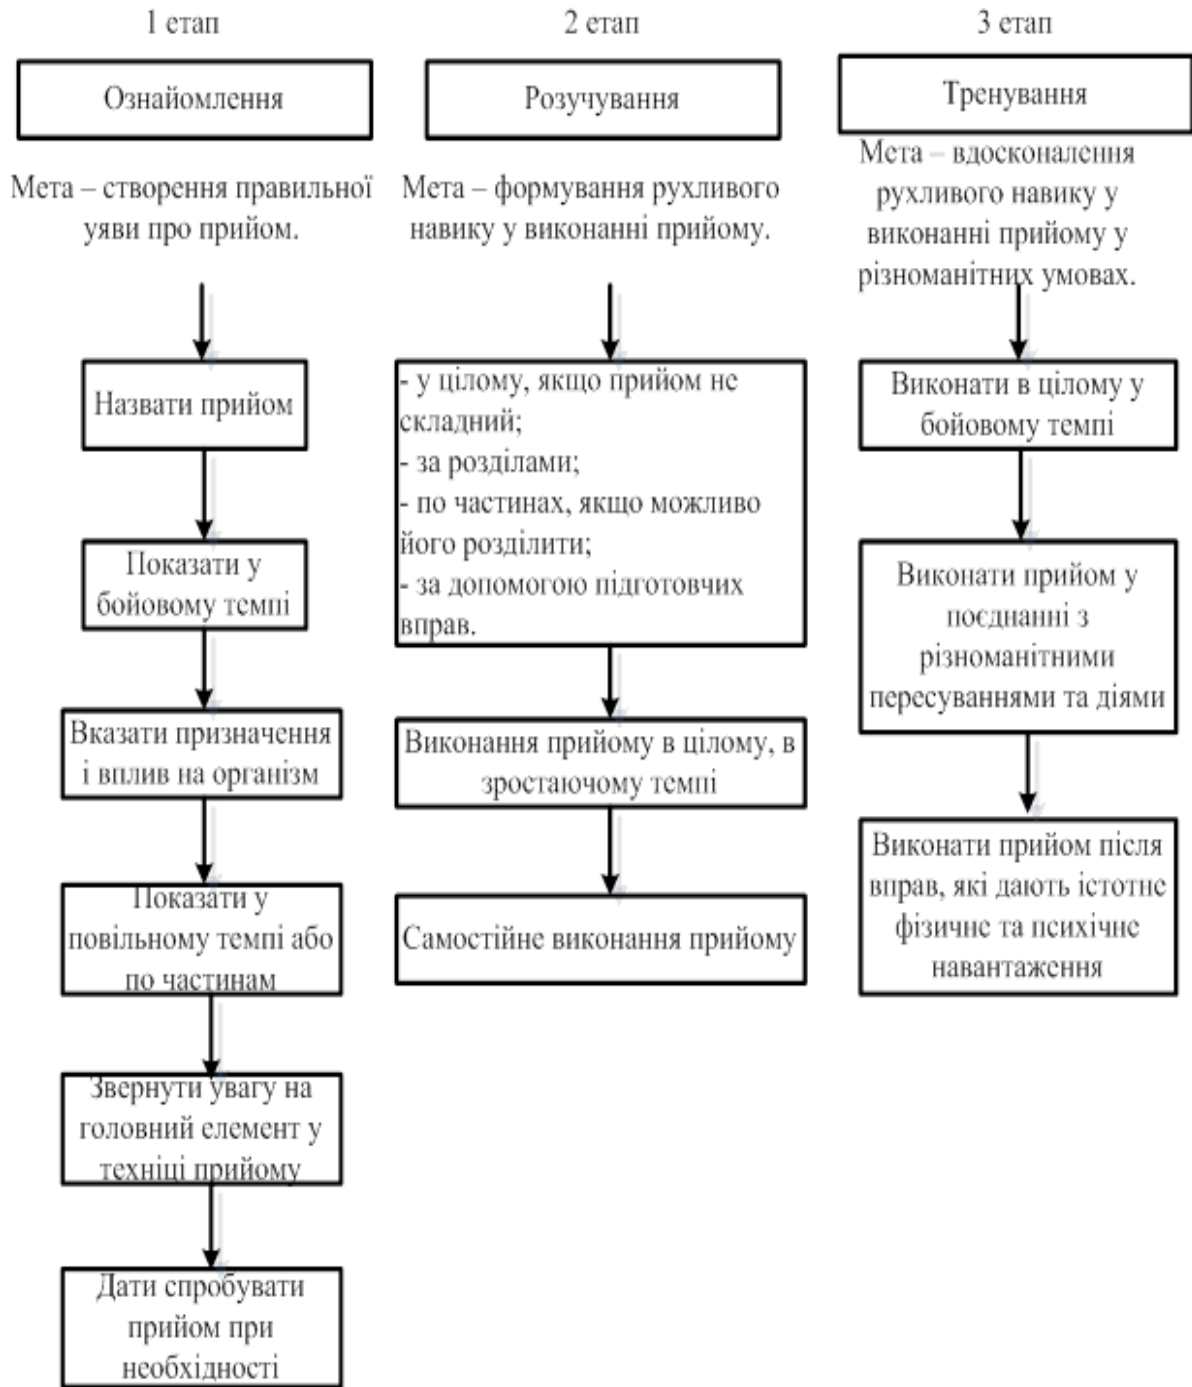 1 етап
Ознайомлення
Мета – створення правильної
уяви про прийом.
Назвати прийом
Показати у
бойовому темпі
Вказати призначення
і вплив на організм
Показати у
повільному темпі або
по частинам
Звернути увагу на
головний елемент у
техніці прийому
Дати спробувати
прийом при
необхідності
2 етап
Розучування
Мета – формування рухливого
навику у виконанні прийому.
- у цілому, якщо прийом не
складний;
- за розділами;
- по частинах, якщо можливо
його розділити;
- за допомогою підготовчих
вправ.
Виконання прийому в цілому, в
зростаючому темпі
Самостійне виконання прийому
3 етап
Тренування
Мета – вдосконалення
рухливого навику у
виконанні прийому у
різноманітних умовах.
Виконати в цілому у
бойовому темпі
Виконати прийом у
поєднанні з
різноманітними
пересуваннями та діями
Виконати прийом після
вправ, які дають істотне
фізичне та психічне
навантаження